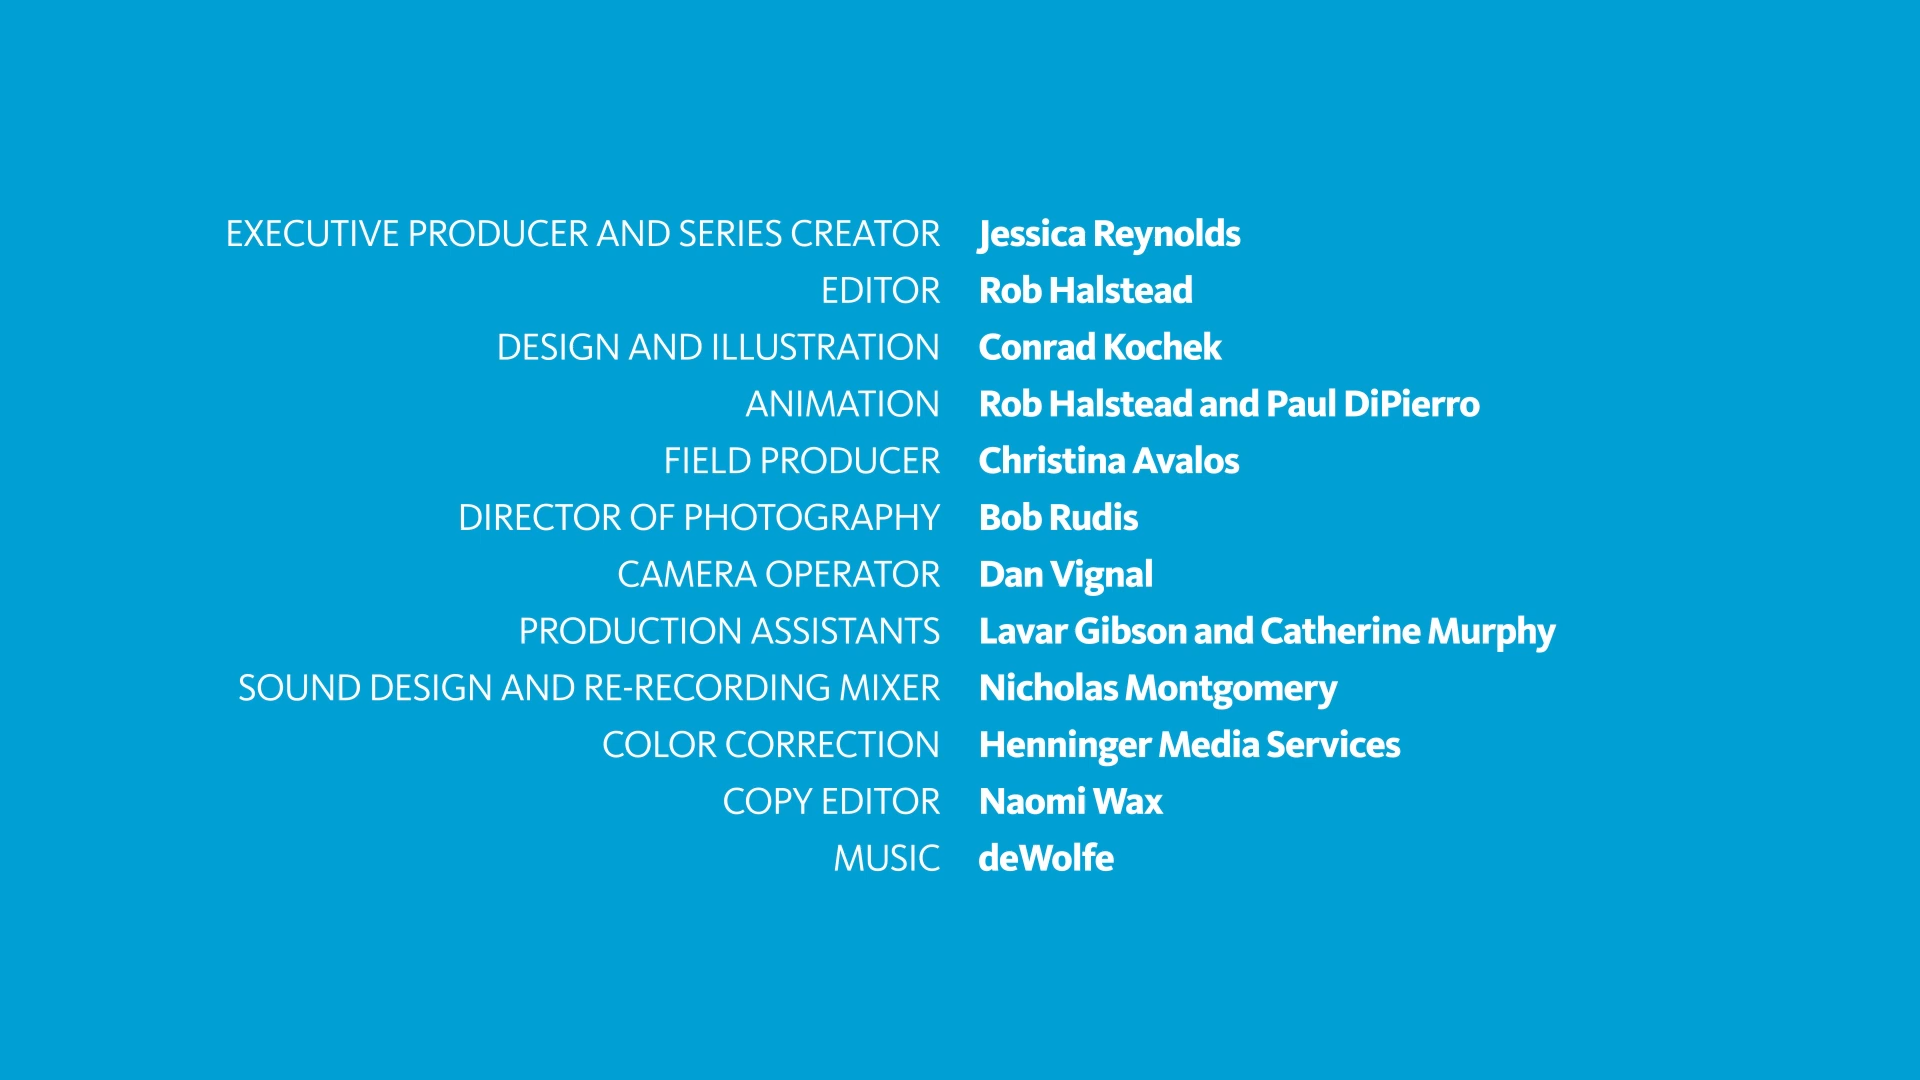 EXECUTIVE PRODUCER AND SERIES CREATOR Jessica Reynolds
EDITOR Rob Halstead
DESIGN AND ILLUSTRATION Conrad Kochek
ANIMATION Rob Halstead and Paul DiPierro
FIELD PRODUCER Christina Avalos
DIRECTOR OF PHOTOGRAPHY Bob Rudis
CAMERA OPERATOR Dan Vignal
PRODUCTION ASSISTANTS Lavar Gibson and Catherine Murphy
SOUND DESIGN AND RE-RECORDING MIXER Nicholas Montgomery
COLOR CORRECTION Henninger Media Services
COPY EDITOR Naomi Wax
MUSIC deWolfe